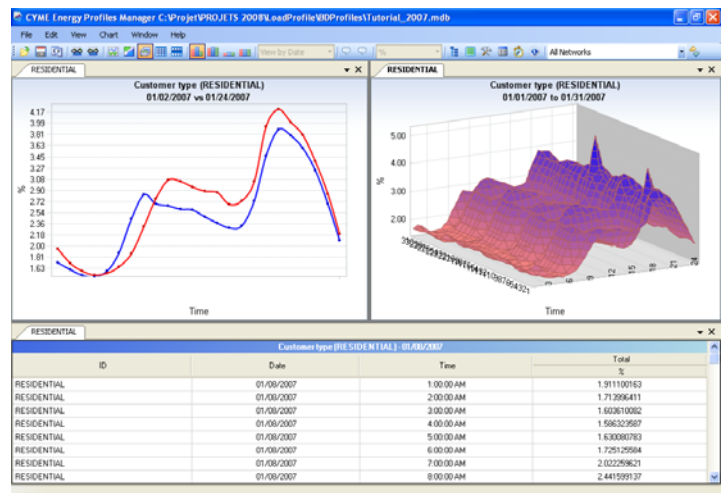 CYME Energy Profiles Manager C:\Projet\PROJETS 2008\LoadProfile\BDProfiles\Tutorial_2007.mdb
File Edit View Chart Window Help
View by Date % All Networks
RESIDENTIAL
Customer type (RESIDENTIAL)
01/02/2007 vs 01/24/2007
4.17
3.99
3.81
3.63
3.45
3.27
3.08
2.90
2.72
2.54
2.36
2.18
2.00
1.81
1.63
%
Time
RESIDENTIAL
Customer type (RESIDENTIAL)
01/01/2007 to 01/31/2007
5.00
4.00
3.00
2.00
%
3 6 9 12 15 18 21 24
Time
RESIDENTIAL
Customer type (RESIDENTIAL) - 01/08/2007
ID Date Time Total
%
RESIDENTIAL 01/08/2007 1:00:00 AM 1.911100163
RESIDENTIAL 01/08/2007 2:00:00 AM 1.713996411
RESIDENTIAL 01/08/2007 3:00:00 AM 1.603610082
RESIDENTIAL 01/08/2007 4:00:00 AM 1.586323587
RESIDENTIAL 01/08/2007 5:00:00 AM 1.630080783
RESIDENTIAL 01/08/2007 6:00:00 AM 1.725125584
RESIDENTIAL 01/08/2007 7:00:00 AM 2.022259621
RESIDENTIAL 01/08/2007 8:00:00 AM 2.441599137